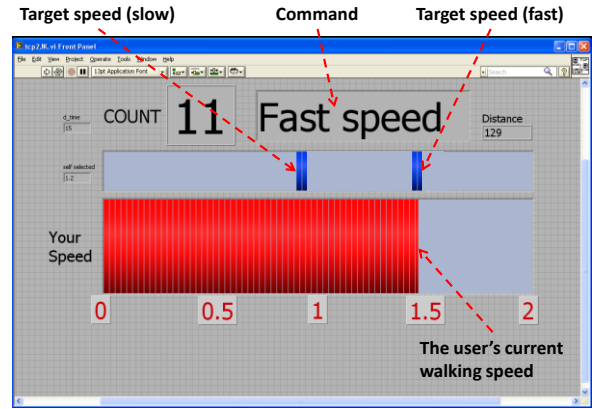 Target speed (slow) Command Target speed (fast)
tcp2JK.vi Front Panel
File Edit View Project Operate Tools Window Help
13pt Application Font Search
d_time
15
COUNT 11 Fast speed
Distance
129
self selected
1.2
Your
Speed
0 0.5 1 1.5 2
The user's current
walking speed